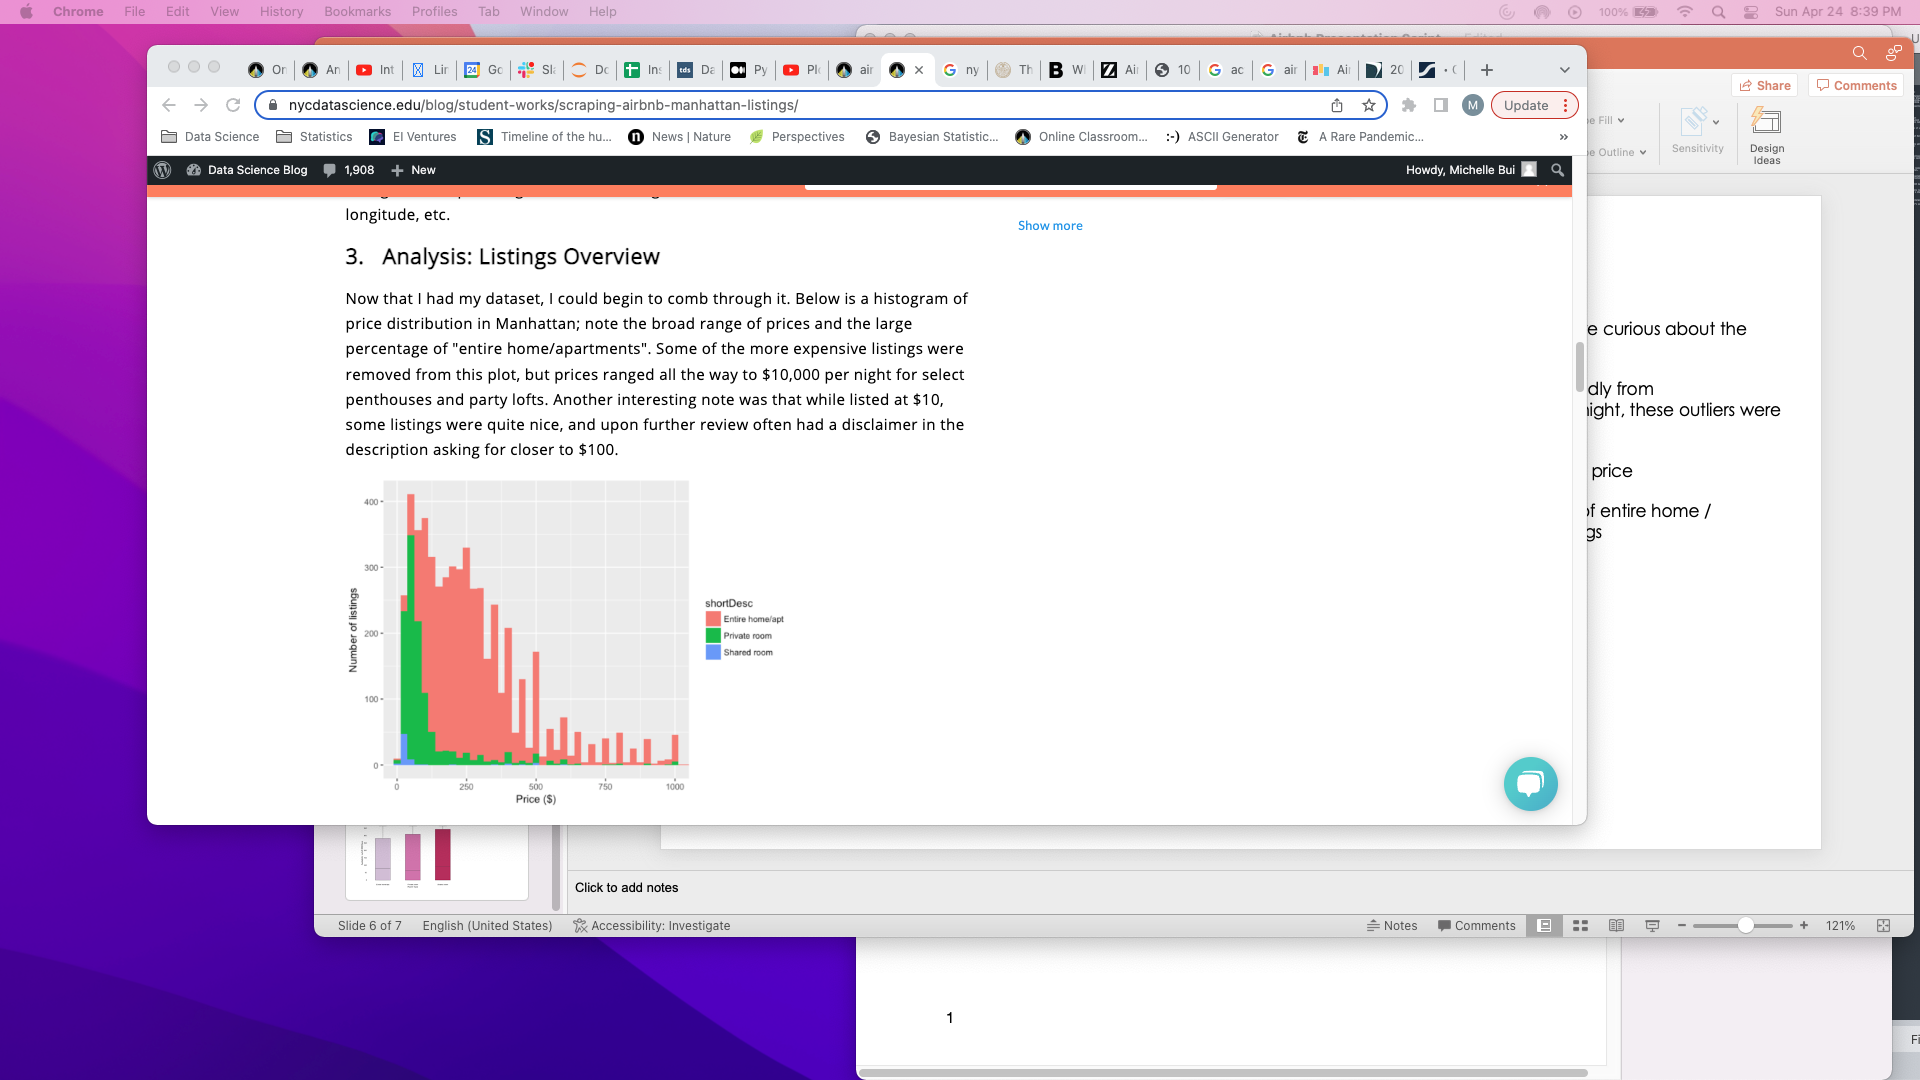 Chrome File Edit View History Bookmarks Profiles Tab Window Help 100% Sun Apr 24 8:39 PM
Airbnb Presentation Script Edited
Or An Int Lir 24 Go Sl Do Ins tds Da Py Pl air ny Th B W Z Air 10 ac air Ai 20
nycdatascience.edu/blog/student-works/scraping-airbnb-manhattan-listings/ M Update
Data Science Statistics EI Ventures Timeline of the hu... News | Nature Perspectives Bayesian Statistic... Online Classroom... :-) ASCII Generator A Rare Pandemic... »
Data Science Blog 1,908 + New Howdy, Michelle Bui
Share Comments
Fill
Outline
Sensitivity
Design
Ideas
longitude, etc.
Show more
3. Analysis: Listings Overview
Now that I had my dataset, I could begin to comb through it. Below is a histogram of
price distribution in Manhattan; note the broad range of prices and the large
percentage of "entire home/apartments". Some of the more expensive listings were
removed from this plot, but prices ranged all the way to $10,000 per night for select
penthouses and party lofts. Another interesting note was that while listed at $10,
some listings were quite nice, and upon further review often had a disclaimer in the
description asking for closer to $100.
400
300
200
100
0
Number of listings
0 250 500 750 1000
Price ($)
shortDesc
Entire home/apt
Private room
Shared room
e curious about the
dly from
ight, these outliers were
price
of entire home /
gs
Click to add notes
Slide 6 of 7 English (United States) Accessibility: Investigate Notes Comments − + 121%
1
Fi